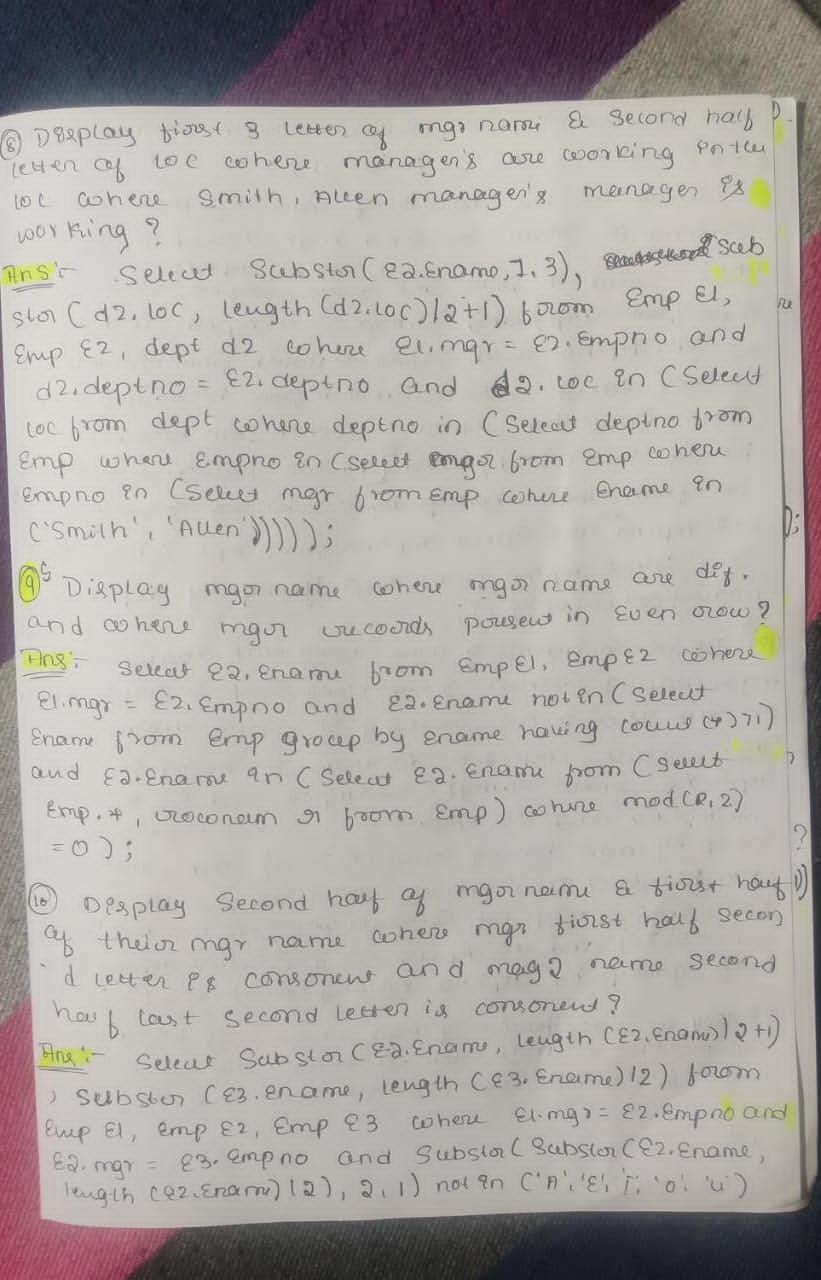 ⑧ Display first 3 letter of mgr name & second half
letter of loc where manager's are working in the
loc where Smith, Allen manager's manager is
working ?
Ans :- Select Substr(E2.Ename,1,3), Sub
str(d2.loc, length(d2.loc)/2+1) from Emp E1,
Emp E2, dept d2 where E1.mgr = E2.Empno and
d2.deptno = E2.deptno and d2.loc in (Select
loc from dept where deptno in (Select deptno from
Emp where Empno in (select mgr from Emp where
Empno in (Select mgr from Emp where Ename in
('Smith', 'Allen')))));
9 Display mgr name where mgr name are dif.
and where mgr records present in Even row?
Ans :- Select E2.Ename from Emp E1, Emp E2 where
E1.mgr = E2.Empno and E2.Ename not in (Select
Ename from Emp group by ename having count(*)>1)
and E2.Ename in (Select E2.Ename from (Select
Emp.*, rownum r from Emp) where mod(r,2)
=0);
⑩ Display Second half of mgr name & first half
of their mgr name where mgr first half secon
d letter is consonent and name second
half last second letter is consonent?
Ans :- Select Substr(E2.Ename, length(E2.Ename)/2+1)
, Substr(E3.ename, length(E3.Ename)/2) from
Emp E1, Emp E2, Emp E3 where E1.mgr = E2.Empno and
E2.mgr = E3.Empno and Substr(Substr(E2.Ename,
length(E2.Ename)/2),2,1) not in ('A','E','I','O','U')